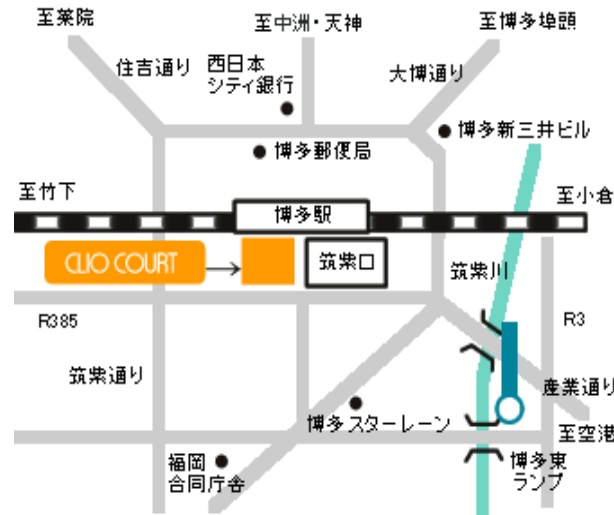 至薬院
至中洲・天神
至博多埠頭
住吉通り
西日本
シティ銀行
大博通り
博多新三井ビル
博多郵便局
至竹下
博多駅
至小倉
CLIO COURT
筑紫口
筑紫川
R385
R3
筑紫通り
産業通り
博多スターレーン
至空港
福岡
合同庁舎
博多東
ランプ